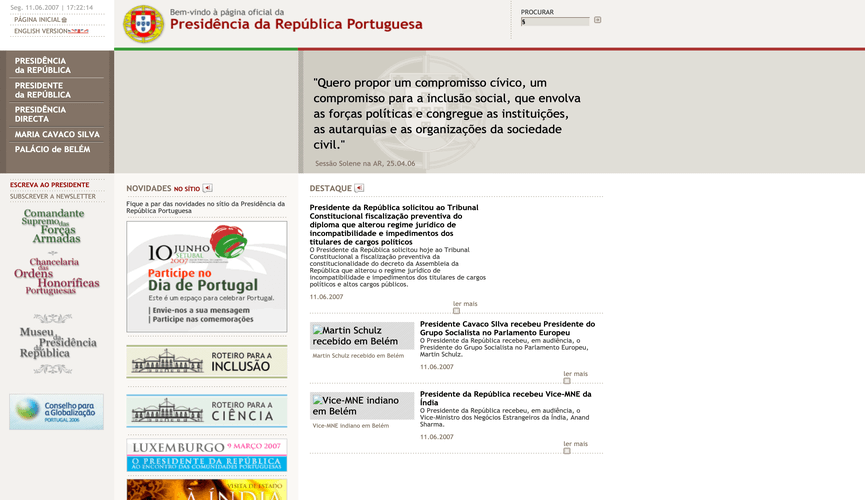 Seg. 11.06.2007 | 17:22:14
PÁGINA INICIAL
ENGLISH VERSION
Bem-vindo à página oficial da
Presidência da República Portuguesa
PROCURAR
PRESIDÊNCIA
da REPÚBLICA
PRESIDENTE
da REPÚBLICA
PRESIDÊNCIA
DIRECTA
MARIA CAVACO SILVA
PALÁCIO de BELÉM
"Quero propor um compromisso cívico, um
compromisso para a inclusão social, que envolva
as forças políticas e congregue as instituições,
as autarquias e as organizações da sociedade
civil."
Sessão Solene na AR, 25.04.06
ESCREVA AO PRESIDENTE
SUBSCREVER A NEWSLETTER
Comandante
Supremo das
Forças
Armadas
Chancelaria
das
Ordens
Honoríficas
Portuguesas
Museu
da
Presidência
da
República
Conselho para
a Globalização
PORTUGAL 2006
NOVIDADES NO SÍTIO
Fique a par das novidades no sítio da Presidência da
República Portuguesa
10 JUNHO
SETÚBAL
2007
Participe no
Dia de Portugal
Este é um espaço para celebrar Portugal.
| Envie-nos a sua mensagem
| Participe nas comemorações
ROTEIRO PARA A
INCLUSÃO
ROTEIRO PARA A
CIÊNCIA
LUXEMBURGO 9 MARÇO 2007
O PRESIDENTE DA REPÚBLICA
AO ENCONTRO DAS COMUNIDADES PORTUGUESAS
VISITA DE ESTADO
À ÍNDIA
DESTAQUE
Presidente da República solicitou ao Tribunal
Constitucional fiscalização preventiva do
diploma que alterou regime jurídico de
incompatibilidade e impedimentos dos
titulares de cargos políticos
O Presidente da República solicitou hoje ao Tribunal
Constitucional a fiscalização preventiva da
constitucionalidade do decreto da Assembleia da
República que alterou o regime jurídico de
incompatibilidade e impedimentos dos titulares de cargos
políticos e altos cargos públicos.
11.06.2007
ler mais
Martin Schulz
recebido em Belém
Martin Schulz recebido em Belém
Presidente Cavaco Silva recebeu Presidente do
Grupo Socialista no Parlamento Europeu
O Presidente da República recebeu, em audiência, o
Presidente do Grupo Socialista no Parlamento Europeu,
Martin Schulz.
11.06.2007
ler mais
Vice-MNE indiano
em Belém
Vice-MNE indiano em Belém
Presidente da República recebeu Vice-MNE da
Índia
O Presidente da República recebeu, em audiência, o
Vice-Ministro dos Negócios Estrangeiros da Índia, Anand
Sharma.
11.06.2007
ler mais